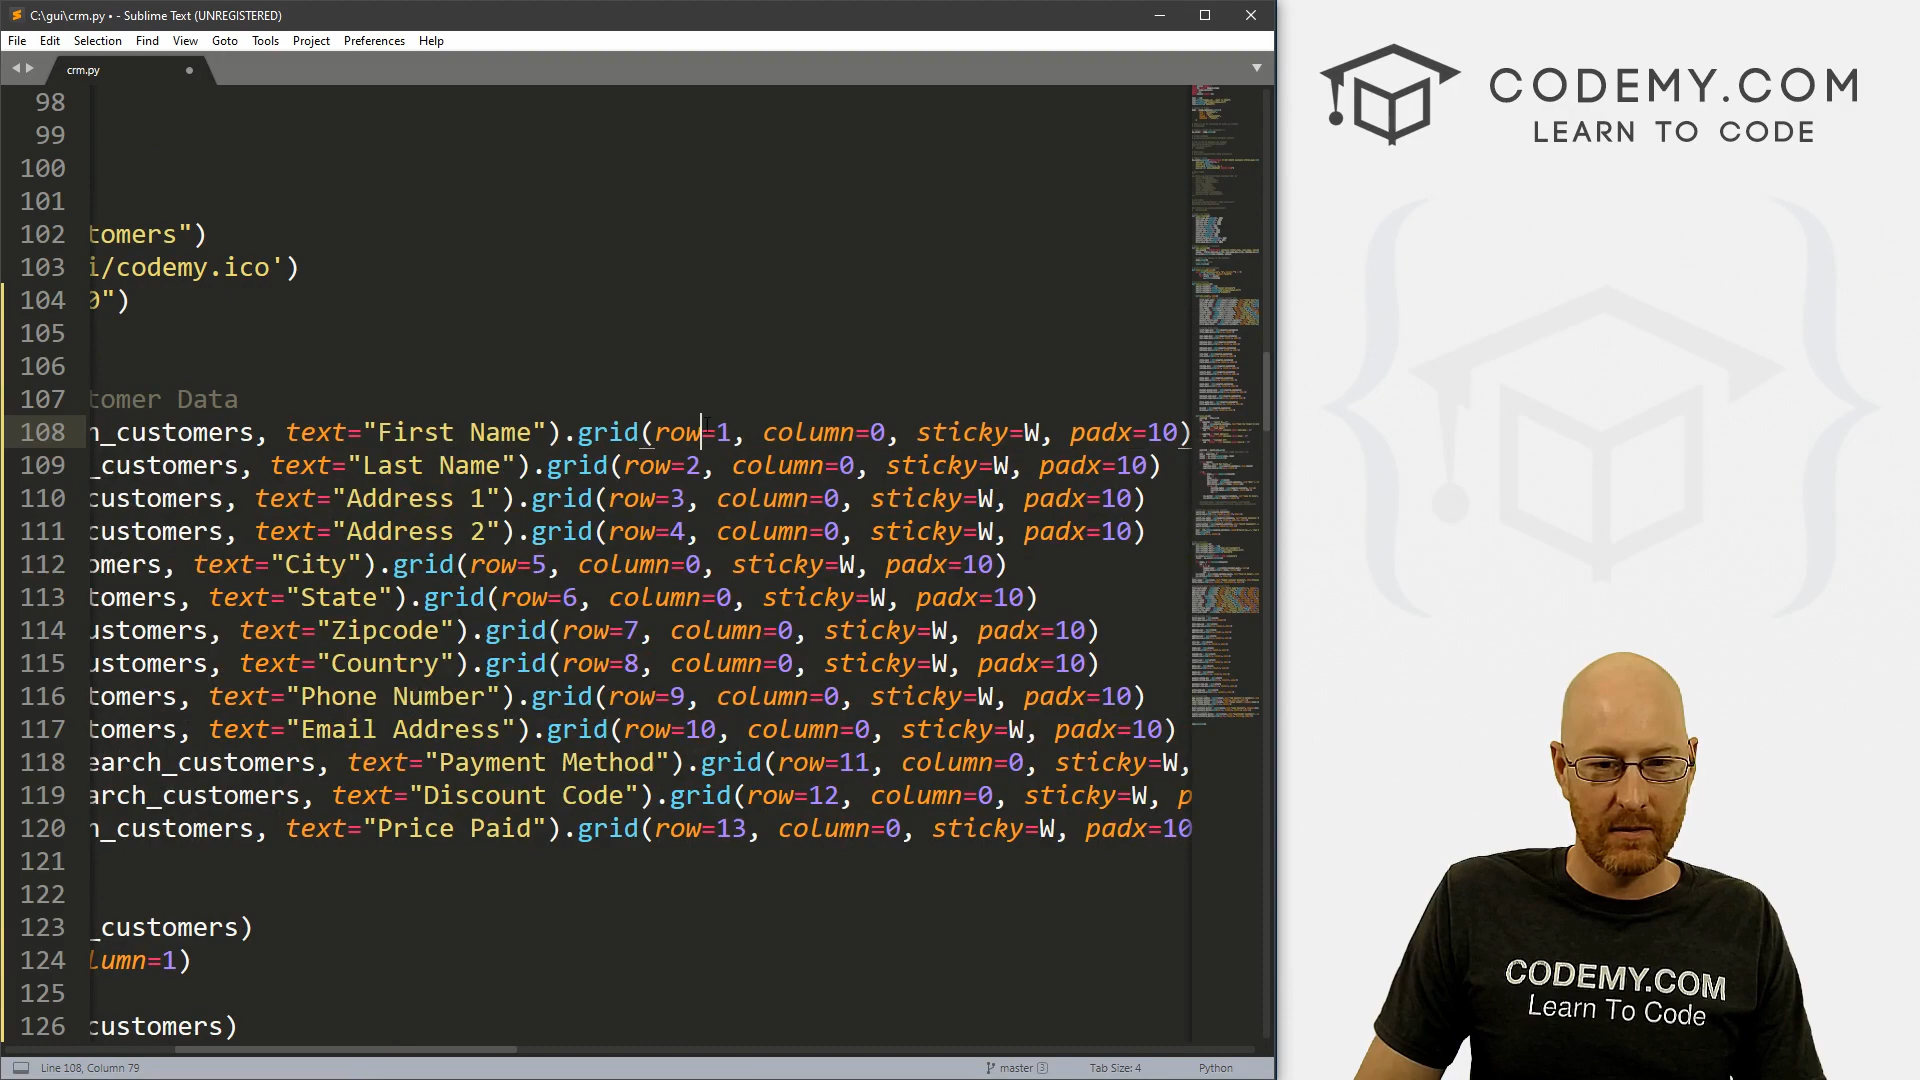 C:\gui\crm.py • - Sublime Text (UNREGISTERED)
File Edit Selection Find View Goto Tools Project Preferences Help
crm.py
98
99
100
101
102 tomers")
103 i/codemy.ico')
104 0")
105
106
107 tomer Data
108 n_customers, text="First Name").grid(row=1, column=0, sticky=W, padx=10)
109 _customers, text="Last Name").grid(row=2, column=0, sticky=W, padx=10)
110 customers, text="Address 1").grid(row=3, column=0, sticky=W, padx=10)
111 customers, text="Address 2").grid(row=4, column=0, sticky=W, padx=10)
112 omers, text="City").grid(row=5, column=0, sticky=W, padx=10)
113 tomers, text="State").grid(row=6, column=0, sticky=W, padx=10)
114 ustomers, text="Zipcode").grid(row=7, column=0, sticky=W, padx=10)
115 ustomers, text="Country").grid(row=8, column=0, sticky=W, padx=10)
116 tomers, text="Phone Number").grid(row=9, column=0, sticky=W, padx=10)
117 tomers, text="Email Address").grid(row=10, column=0, sticky=W, padx=10)
118 earch_customers, text="Payment Method").grid(row=11, column=0, sticky=W,
119 arch_customers, text="Discount Code").grid(row=12, column=0, sticky=W, p
120 n_customers, text="Price Paid").grid(row=13, column=0, sticky=W, padx=10
121
122
123 _customers)
124 lumn=1)
125
126 customers)
Line 108, Column 79
master 3
Tab Size: 4
Python
CODEMY.COM
LEARN TO CODE
CODEMY.COM
Learn To Code